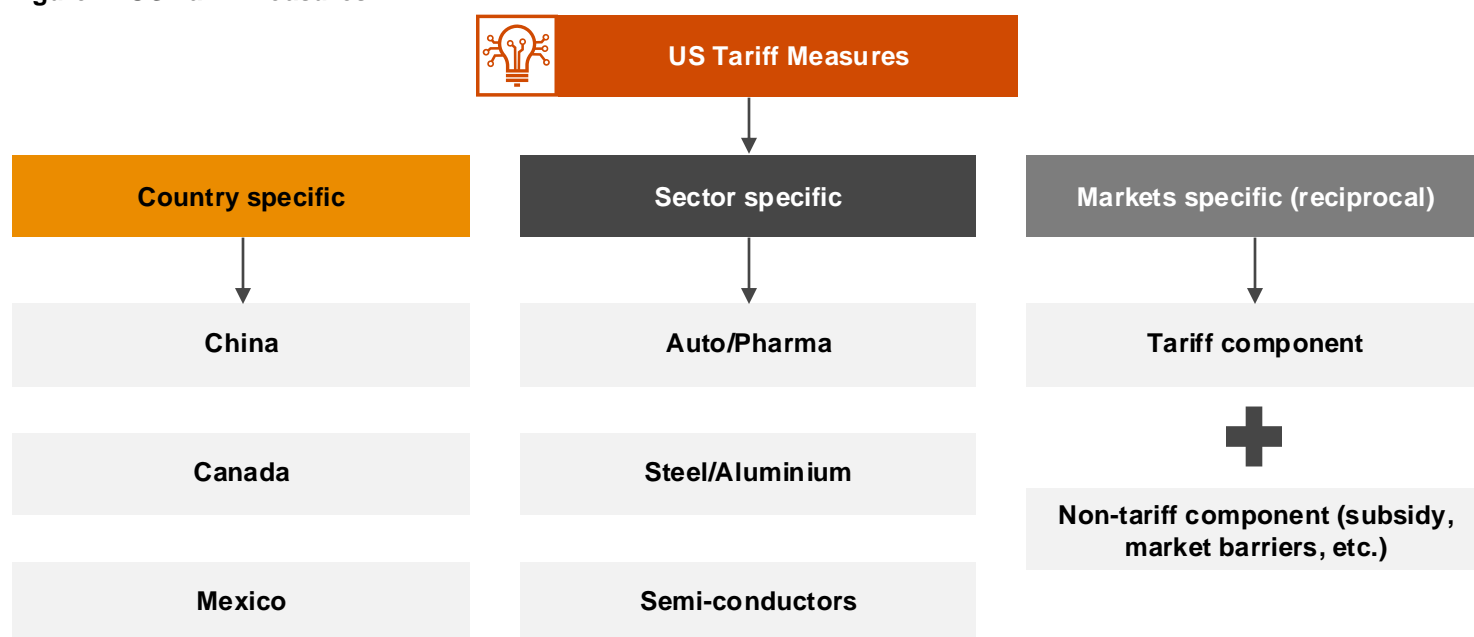 US Tariff Measures
Country specific
Sector specific
Markets specific (reciprocal)
China
Auto/Pharma
Tariff component
Canada
Steel/Aluminium
Non-tariff component (subsidy,
market barriers, etc.)
Mexico
Semi-conductors